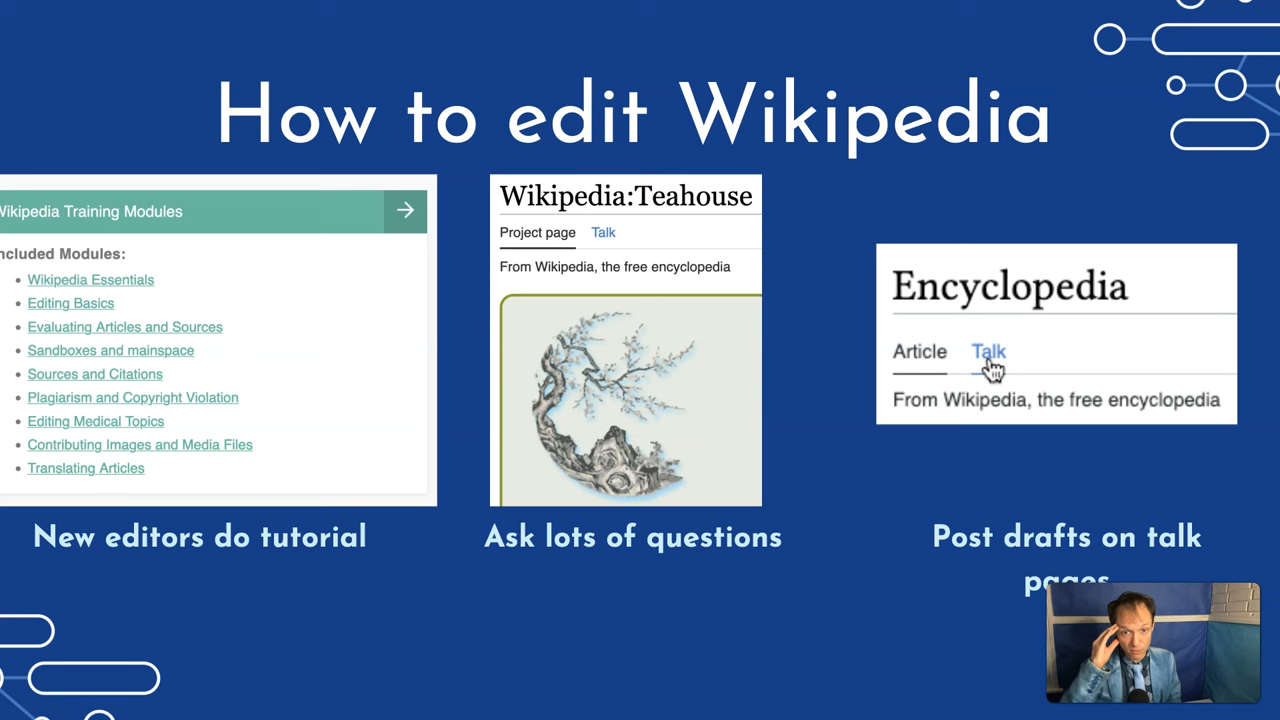 How to edit Wikipedia
Wikipedia Training Modules
Included Modules:
Wikipedia Essentials
Editing Basics
Evaluating Articles and Sources
Sandboxes and mainspace
Sources and Citations
Plagiarism and Copyright Violation
Editing Medical Topics
Contributing Images and Media Files
Translating Articles
New editors do tutorial
Wikipedia:Teahouse
Project page Talk
From Wikipedia, the free encyclopedia
Ask lots of questions
Encyclopedia
Article Talk
From Wikipedia, the free encyclopedia
Post drafts on talk
pages